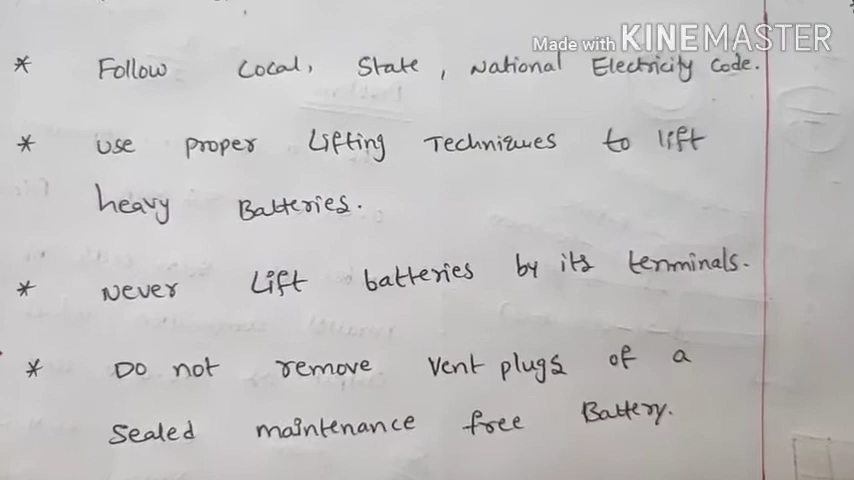 Made with KINEMASTER
* Follow Local, State, National Electricity Code.
* Use proper Lifting Techniques to lift
heavy Batteries.
* Never Lift batteries by its terminals.
* Do not remove vent plugs of a
Sealed maintenance free Battery.